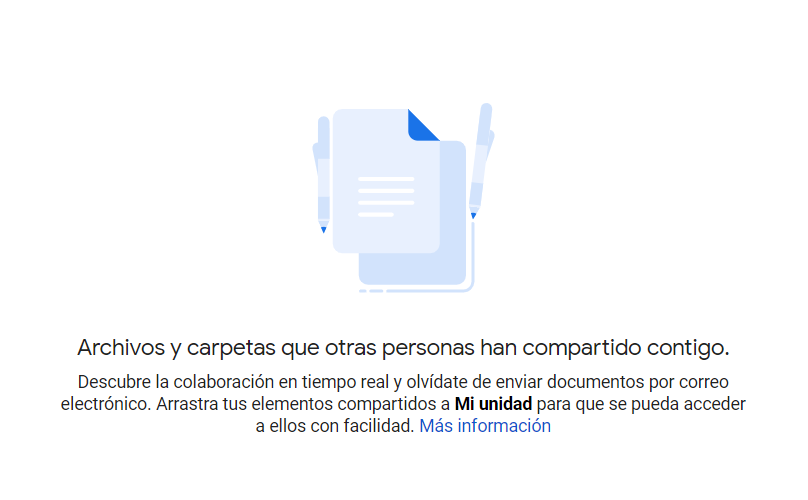 Archivos y carpetas que otras personas han compartido contigo.
Descubre la colaboración en tiempo real y olvídate de enviar documentos por correo
electrónico. Arrastra tus elementos compartidos a Mi unidad para que se pueda acceder
a ellos con facilidad. Más información